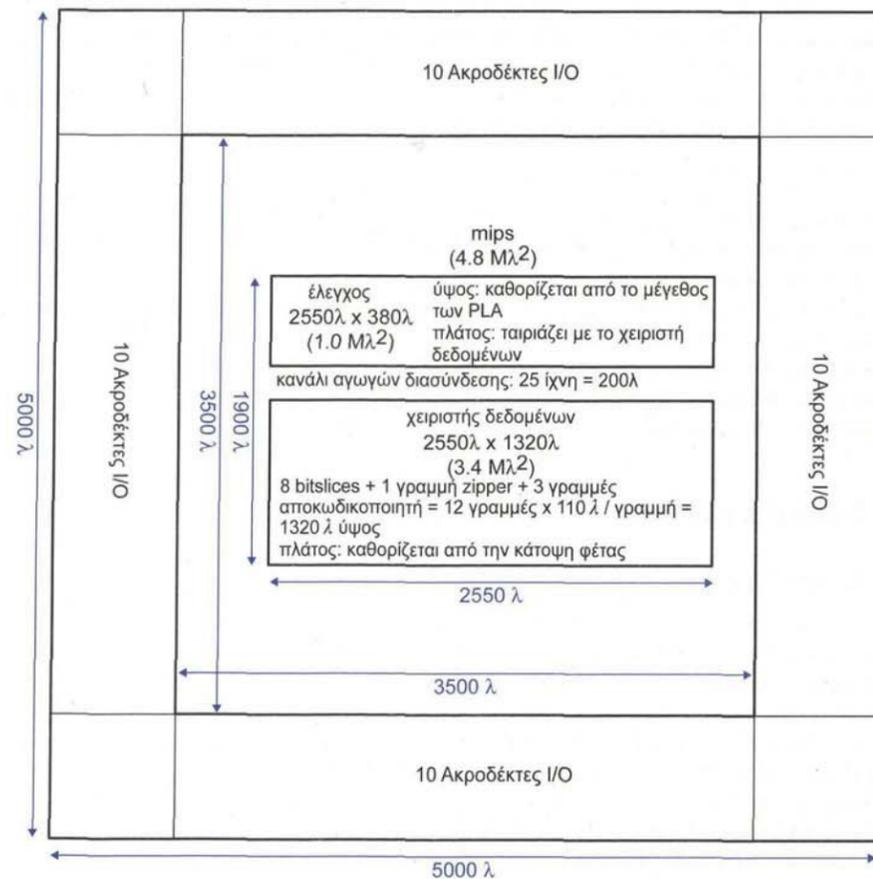 10 Ακροδέκτες I/O
5000 λ
10 Ακροδέκτες I/O
3500 λ
1900 λ
mips
(4.8 Mλ²)
έλεγχος
2550λ x 380λ
(1.0 Mλ²)
ύψος: καθορίζεται από το μέγεθος
των PLA
πλάτος: ταιριάζει με το χειριστή
δεδομένων
κανάλι αγωγών διασύνδεσης: 25 ίχνη = 200λ
χειριστής δεδομένων
2550λ x 1320λ
(3.4 Mλ²)
8 bitslices + 1 γραμμή zipper + 3 γραμμές
αποκωδικοποιητή = 12 γραμμές x 110 λ / γραμμή =
1320 λ ύψος
πλάτος: καθορίζεται από την κάτοψη φέτας
2550 λ
3500 λ
10 Ακροδέκτες I/O
10 Ακροδέκτες I/O
5000 λ